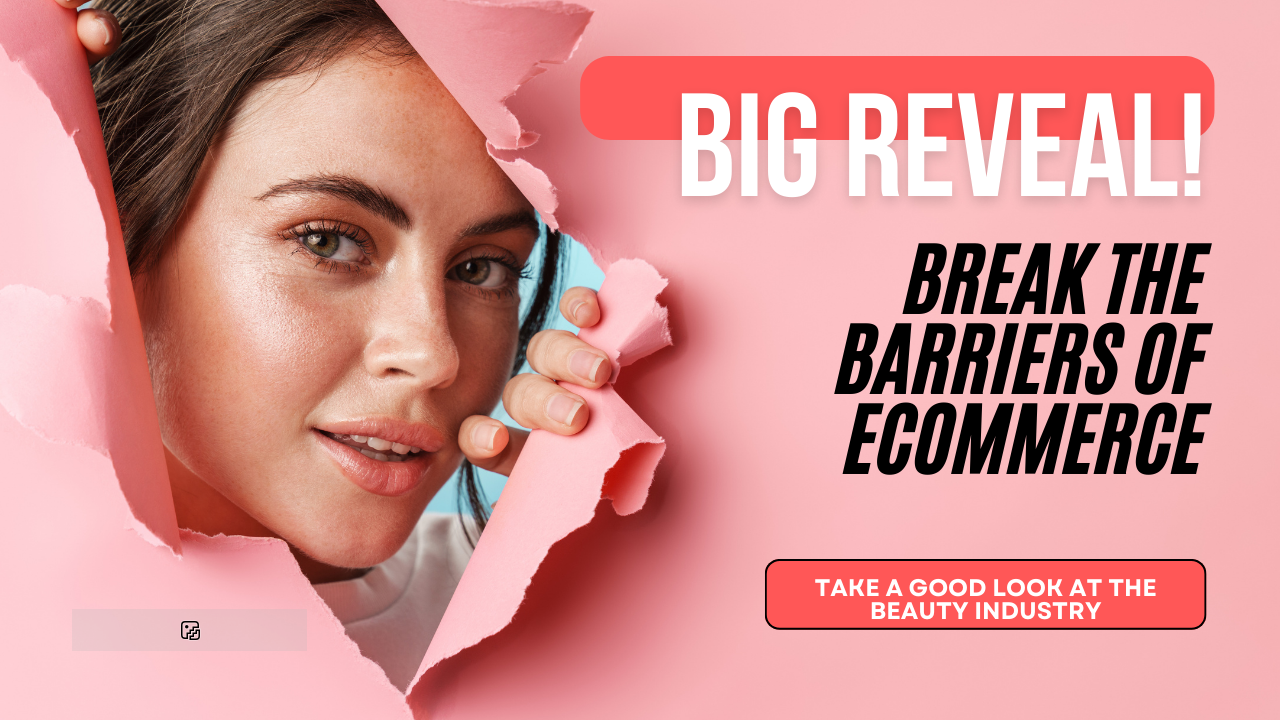 BIG REVEAL!
BREAK THE
BARRIERS OF
ECOMMERCE
TAKE A GOOD LOOK AT THE
BEAUTY INDUSTRY